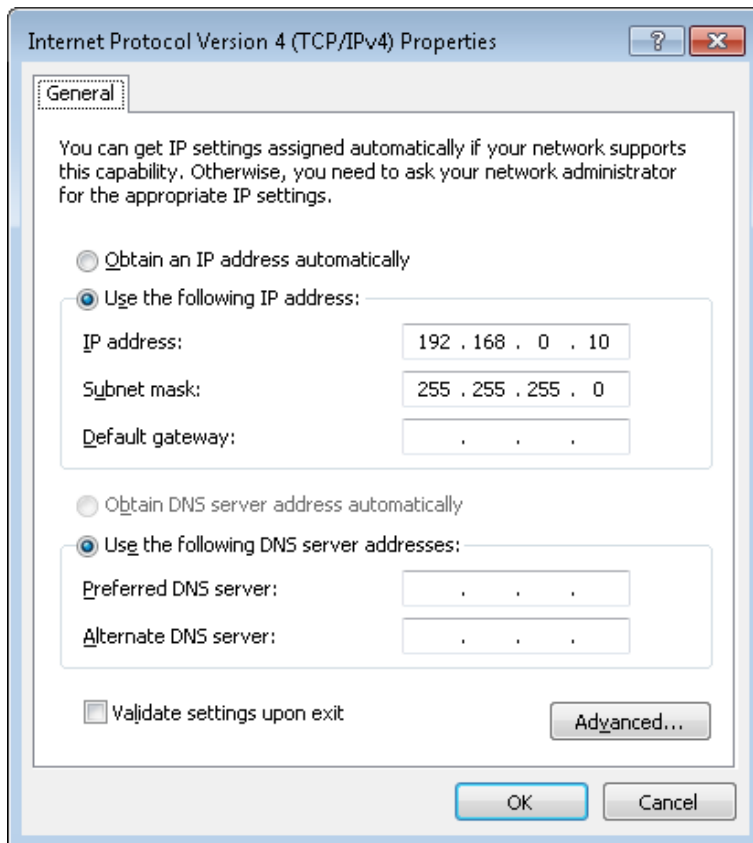 Internet Protocol Version 4 (TCP/IPv4) Properties
?
General
You can get IP settings assigned automatically if your network supports
this capability. Otherwise, you need to ask your network administrator
for the appropriate IP settings.
Obtain an IP address automatically
Use the following IP address:
IP address: 192 . 168 . 0 . 10
Subnet mask: 255 . 255 . 255 . 0
Default gateway: . . .
Obtain DNS server address automatically
Use the following DNS server addresses:
Preferred DNS server: . . .
Alternate DNS server: . . .
Validate settings upon exit
Advanced...
OK Cancel